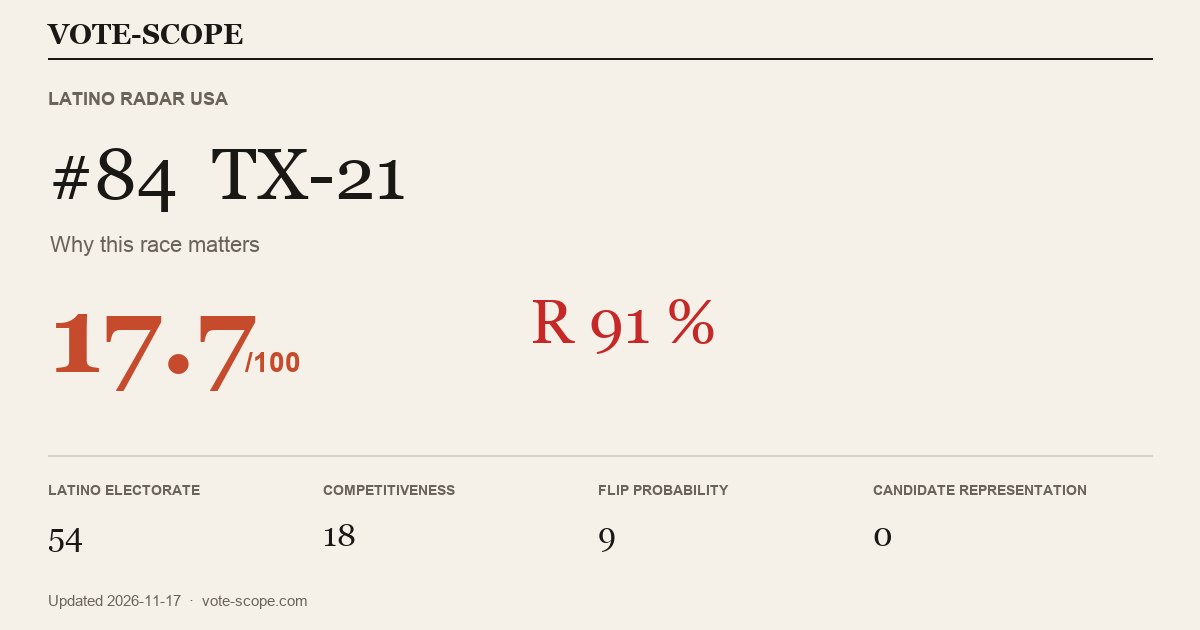 VOTE-SCOPE
LATINO RADAR USA
#84 TX-21
Why this race matters
17.7/100
R 91 %
LATINO ELECTORATE
COMPETITIVENESS
FLIP PROBABILITY
CANDIDATE REPRESENTATION
54
18
9
0
Updated 2026-11-17 · vote-scope.com